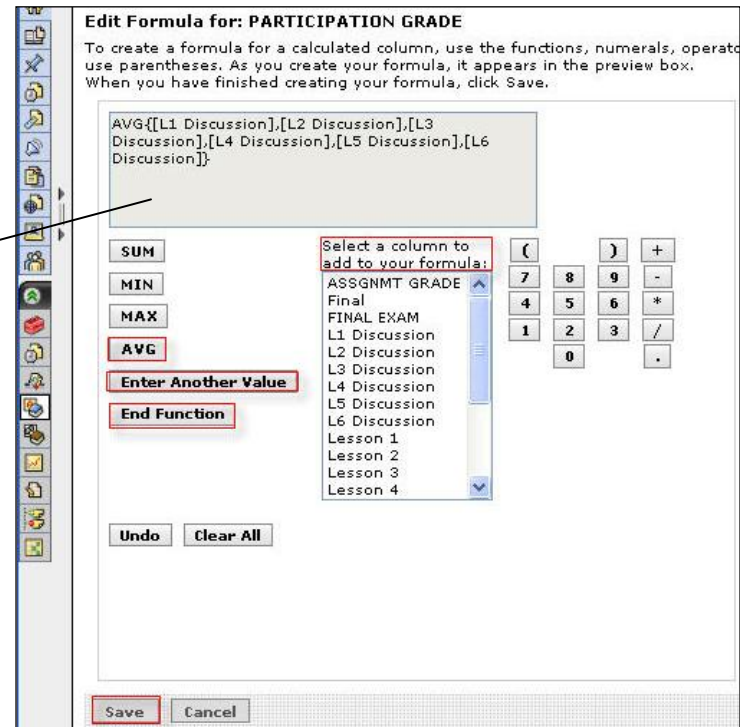 Edit Formula for: PARTICIPATION GRADE
To create a formula for a calculated column, use the functions, numerals,
use parentheses. As you create your formula, it appears in the preview box.
When you have finished creating your formula, click Save.
AVG{[L1 Discussion],[L2 Discussion],[L3
Discussion],[L4 Discussion],[L5 Discussion],[L6
Discussion]}
SUM
MIN
MAX
AVG
Enter Another Value
End Function
Select a column to
add to your formula:
ASSGNMT GRADE
Final
FINAL EXAM
L1 Discussion
L2 Discussion
L3 Discussion
L4 Discussion
L5 Discussion
L6 Discussion
Lesson 1
Lesson 2
Lesson 3
Lesson 4
( ) +
7 8 9 -
4 5 6 *
1 2 3 /
0 .
Undo Clear All
Save Cancel